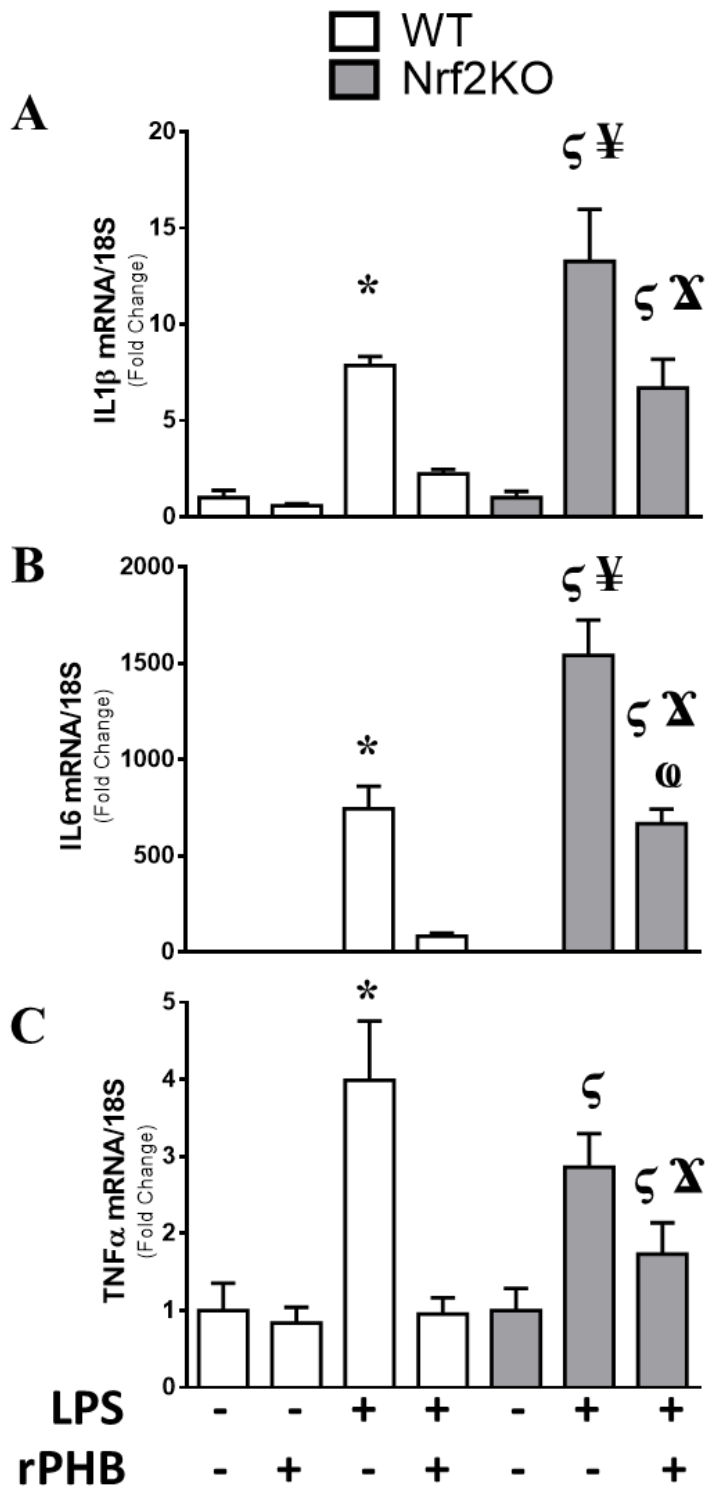 WT
Nrf2KO
A
IL1β mRNA/18S
(Fold Change)
20
15
10
5
0
*
ς ¥
ς Ϫ
B
IL6 mRNA/18S
(Fold Change)
2000
1500
1000
500
0
*
ς ¥
ς Ϫ
ҩ
C
TNFα mRNA/18S
(Fold Change)
5
4
3
2
1
0
*
ς
ς Ϫ
LPS - - + + - + +
rPHB - + - + - - +